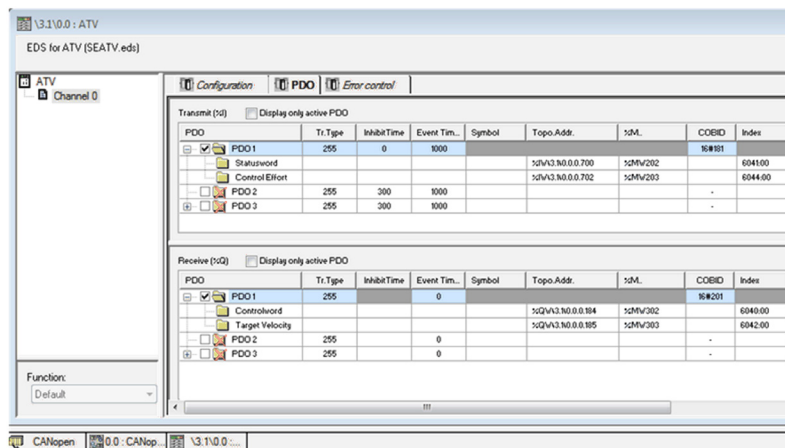 \3.1\0.0 : ATV
EDS for ATV (SEATV.eds)
ATV
Channel 0
Configuration PDO Error control
Transmit (%I) Display only active PDO
PDO Tr.Type InhibitTime Event Tim... Symbol Topo.Addr. %M.. COBID Index
PDO 1 255 0 1000 16#181
Statusword %IW\3.1\0.0.0.700 %MW202 6041:00
Control Effort %IW\3.1\0.0.0.702 %MW203 6044:00
PDO 2 255 300 1000 -
PDO 3 255 300 1000 -
Receive (%Q) Display only active PDO
PDO Tr.Type InhibitTime Event Tim... Symbol Topo.Addr. %M.. COBID Index
PDO 1 255 0 16#201
Controlword %QW\3.1\0.0.0.184 %MW302 6040:00
Target Velocity %QW\3.1\0.0.0.185 %MW303 6042:00
PDO 2 255 0 -
PDO 3 255 0 -
Function:
Default
CANopen 0.0 : CANop... \3.1\0.0 :...